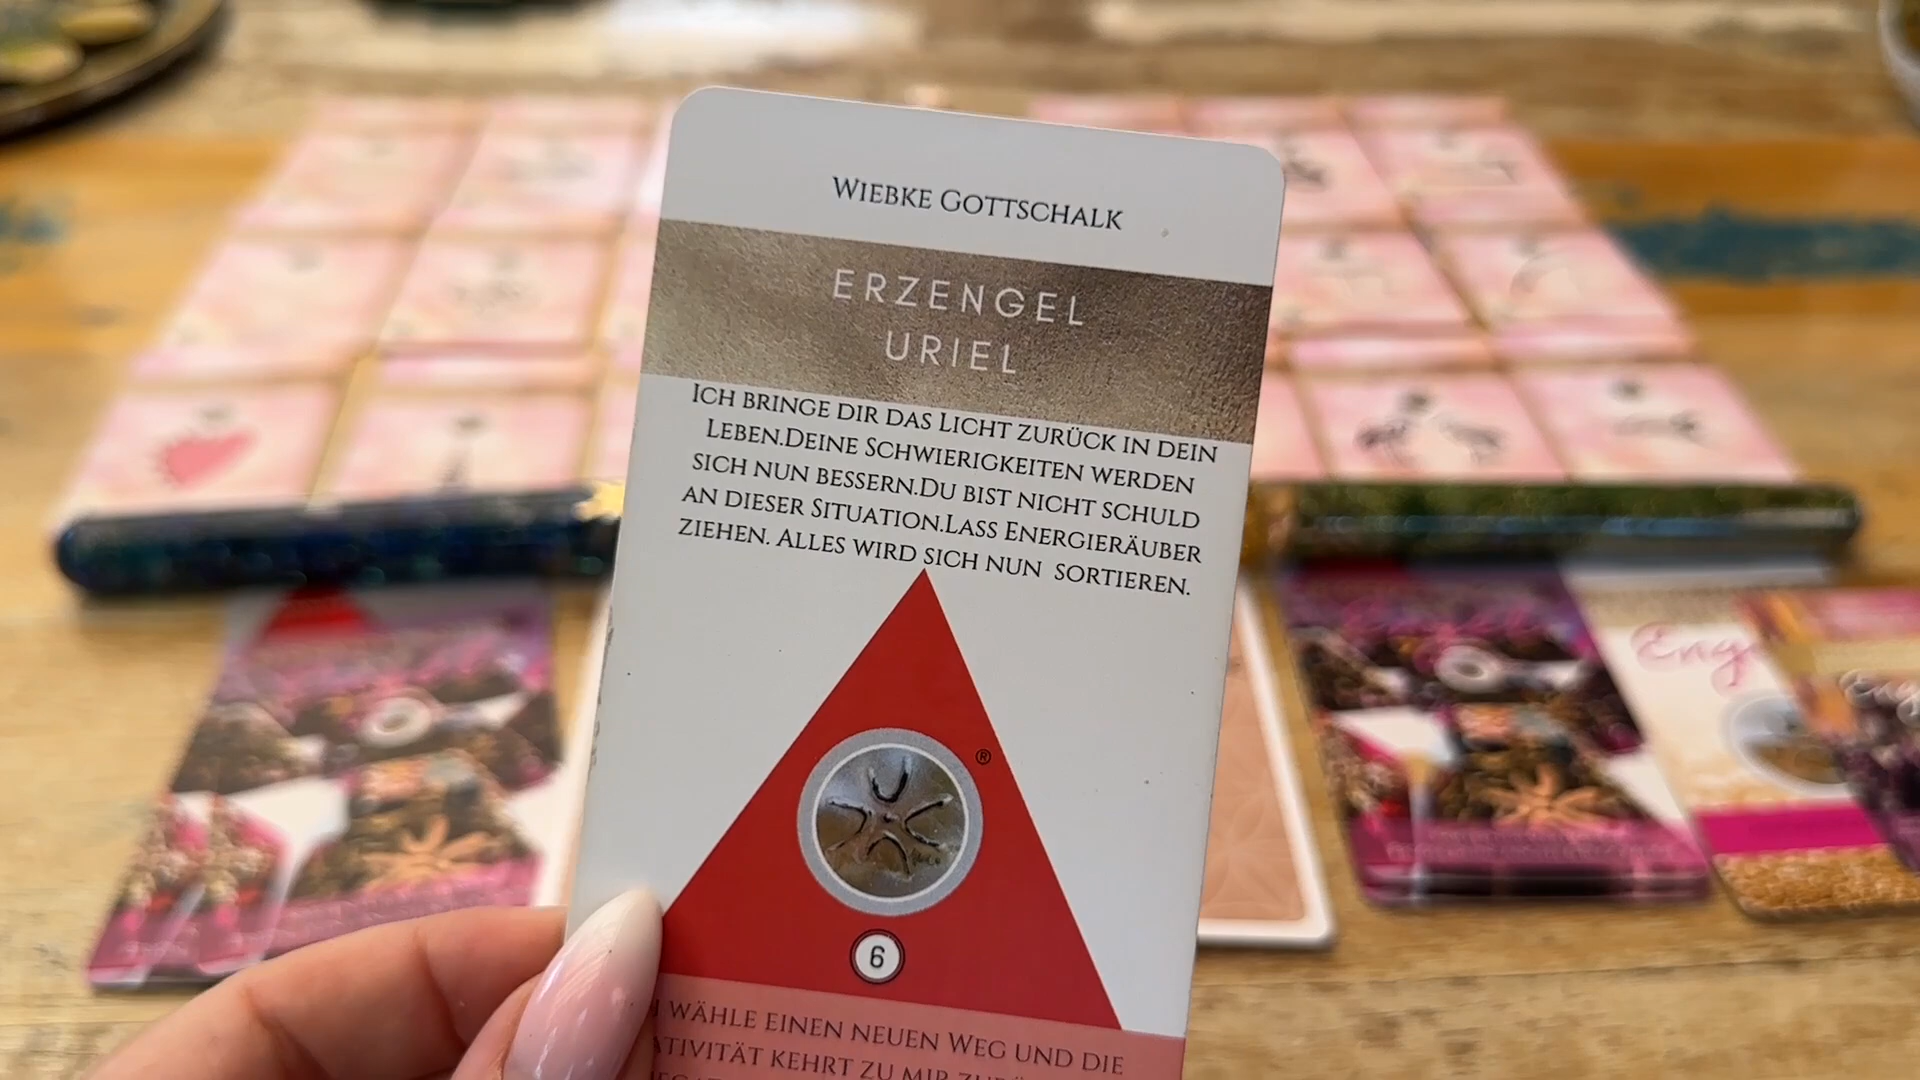 Wiebke Gottschalk
ERZENGEL
URIEL
Ich bringe dir das Licht zurück in dein
Leben.Deine Schwierigkeiten werden
sich nun bessern.Du bist nicht schuld
an dieser Situation.Lass Energieräuber
ziehen. Alles wird sich nun sortieren.
®
6
wähle einen neuen Weg und die
kehrt zu mir
Eng